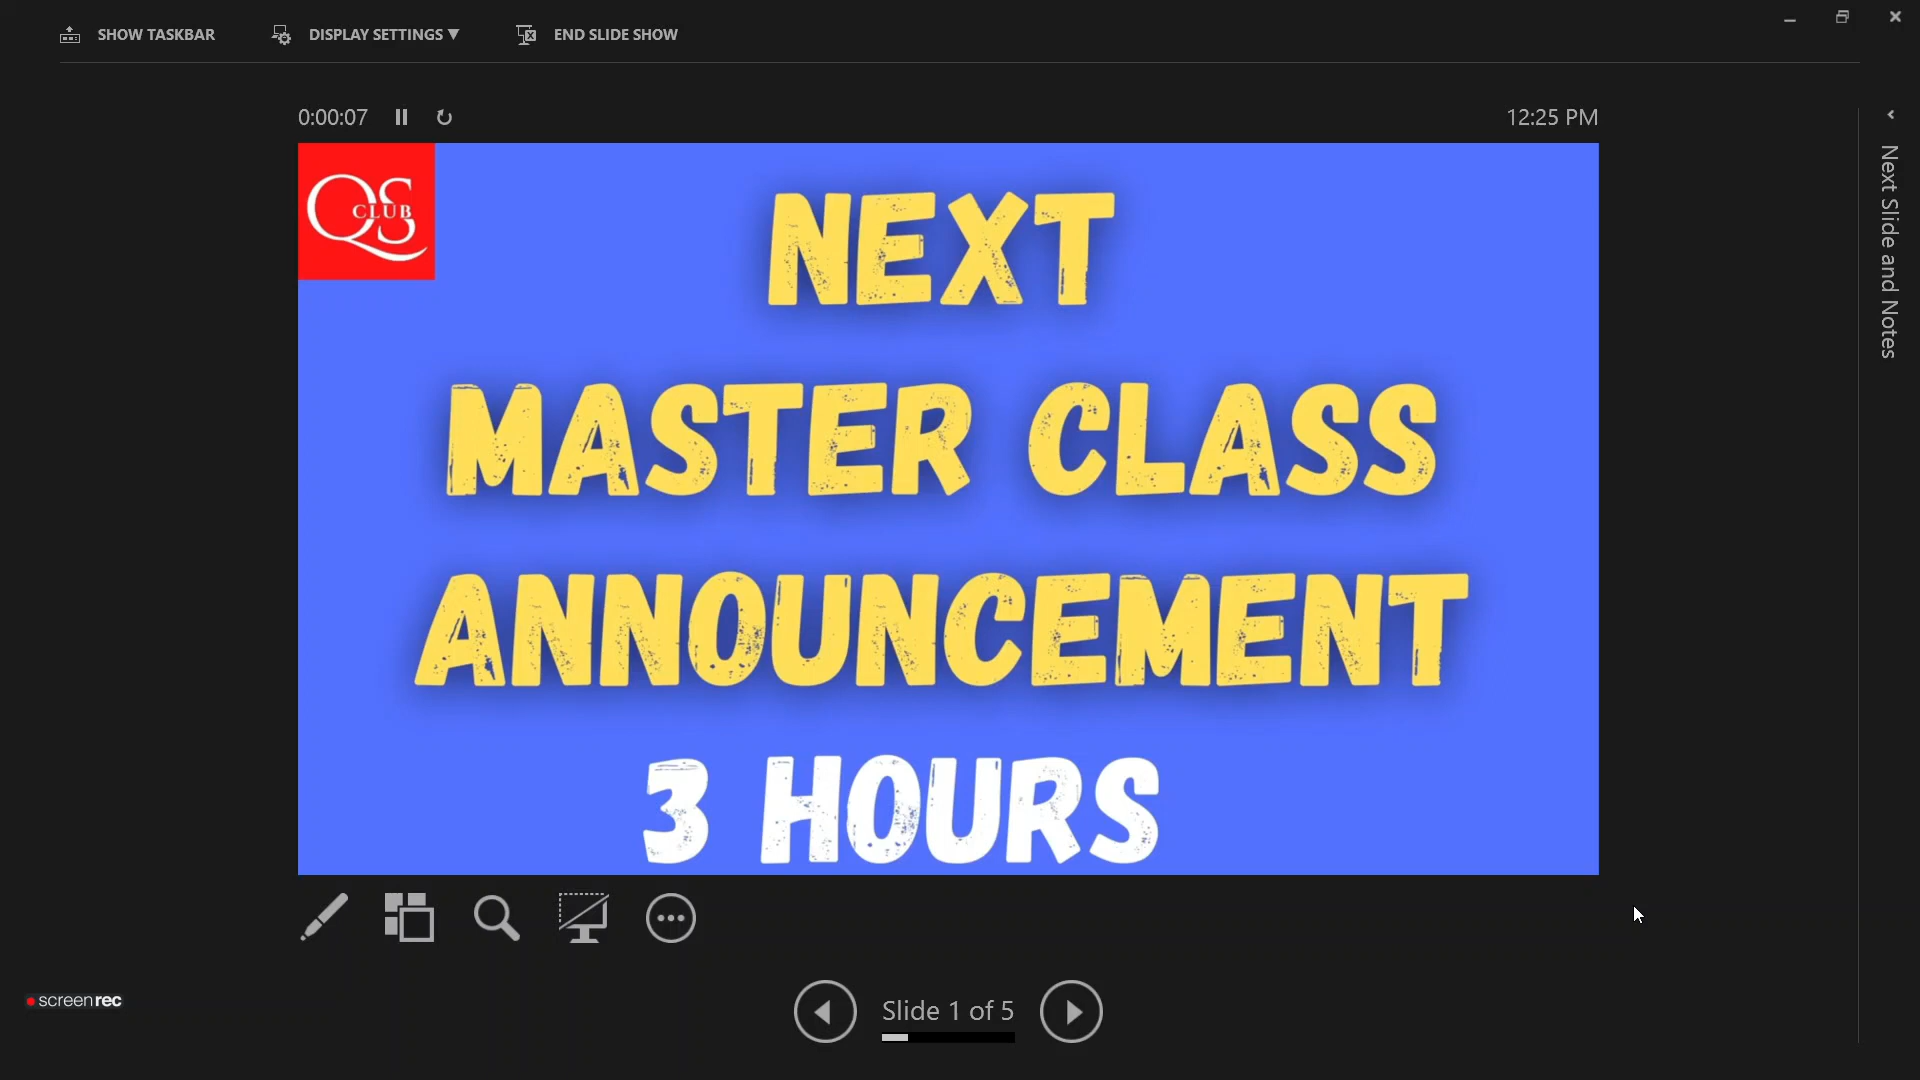 SHOW TASKBAR
DISPLAY SETTINGS ▼
END SLIDE SHOW
0:00:07
12:25 PM
Next Slide and Notes
QS
CLUB
NEXT
MASTER CLASS
ANNOUNCEMENT
3 HOURS
screenrec
Slide 1 of 5